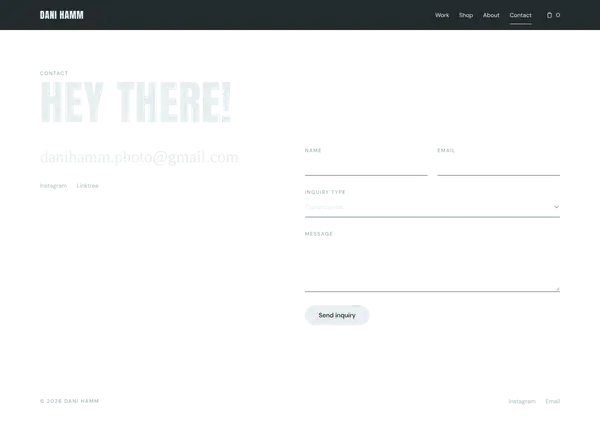 DANI HAMM
Work Shop About Contact 0
CONTACT
HEY THERE!
danihamm.photo@gmail.com
Instagram Linktree
NAME EMAIL
INQUIRY TYPE
MESSAGE
Send inquiry
© 2026 DANI HAMM
Instagram Email